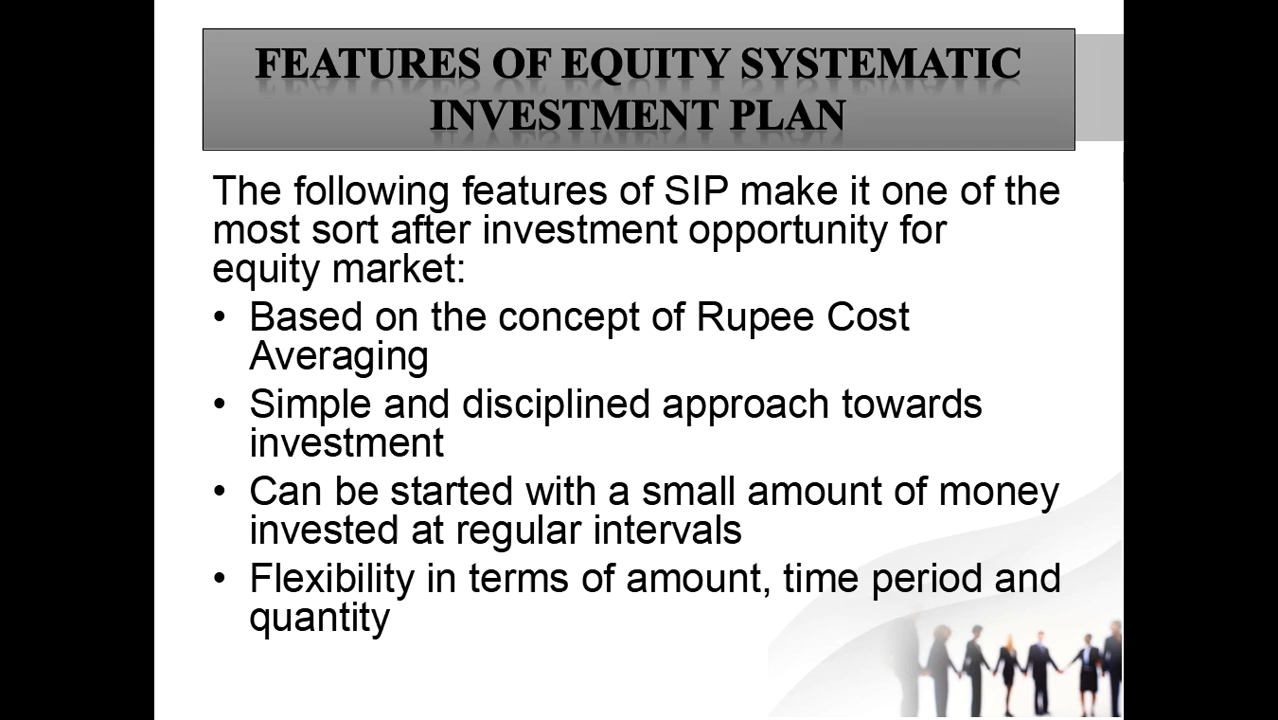 FEATURES OF EQUITY SYSTEMATIC
INVESTMENT PLAN
The following features of SIP make it one of the
most sort after investment opportunity for
equity market:
• Based on the concept of Rupee Cost
Averaging
• Simple and disciplined approach towards
investment
• Can be started with a small amount of money
invested at regular intervals
• Flexibility in terms of amount, time period and
quantity